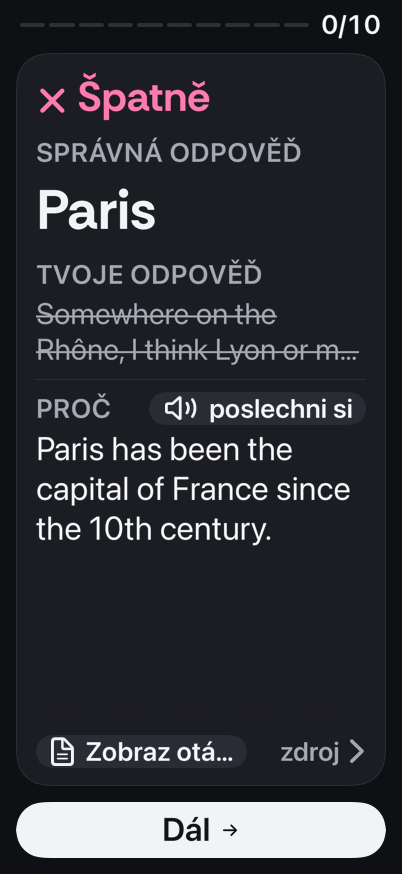 0/10
Špatně
SPRÁVNÁ ODPOVĚĎ
Paris
TVOJE ODPOVĚĎ
Somewhere on the
Rhône, I think Lyon or m...
PROČ
poslechni si
Paris has been the
capital of France since
the 10th century.
Zobraz otá...
zdroj
Dál →